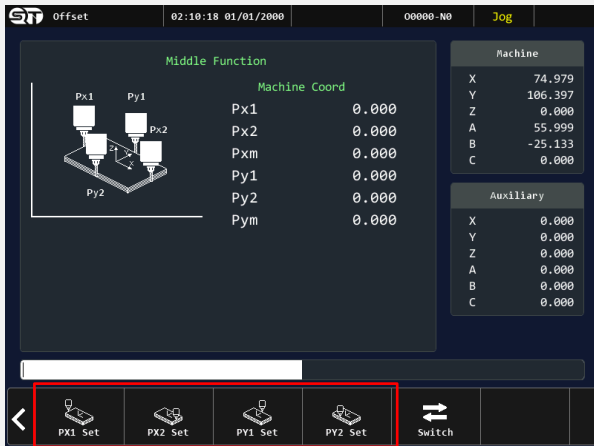 Offset 02:10:18 01/01/2000 O0000-N0 Jog
Middle Function
Machine Coord
Px1 0.000
Px2 0.000
Pxm 0.000
Py1 0.000
Py2 0.000
Pym 0.000
Px1 Py1
Px2
Z Y
X
Py2
Machine
X 74.979
Y 106.397
Z 0.000
A 55.999
B -25.133
C 0.000
Auxiliary
X 0.000
Y 0.000
Z 0.000
A 0.000
B 0.000
C 0.000
PX1 Set PX2 Set PY1 Set PY2 Set Switch